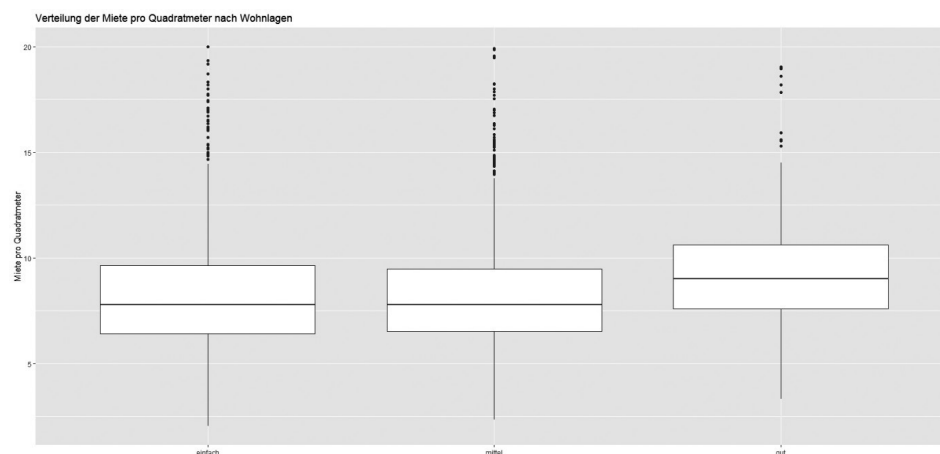 Verteilung der Miete pro Quadratmeter nach Wohnlagen
20
15
10
5
Miete pro Quadratmeter
einfach mittel gut